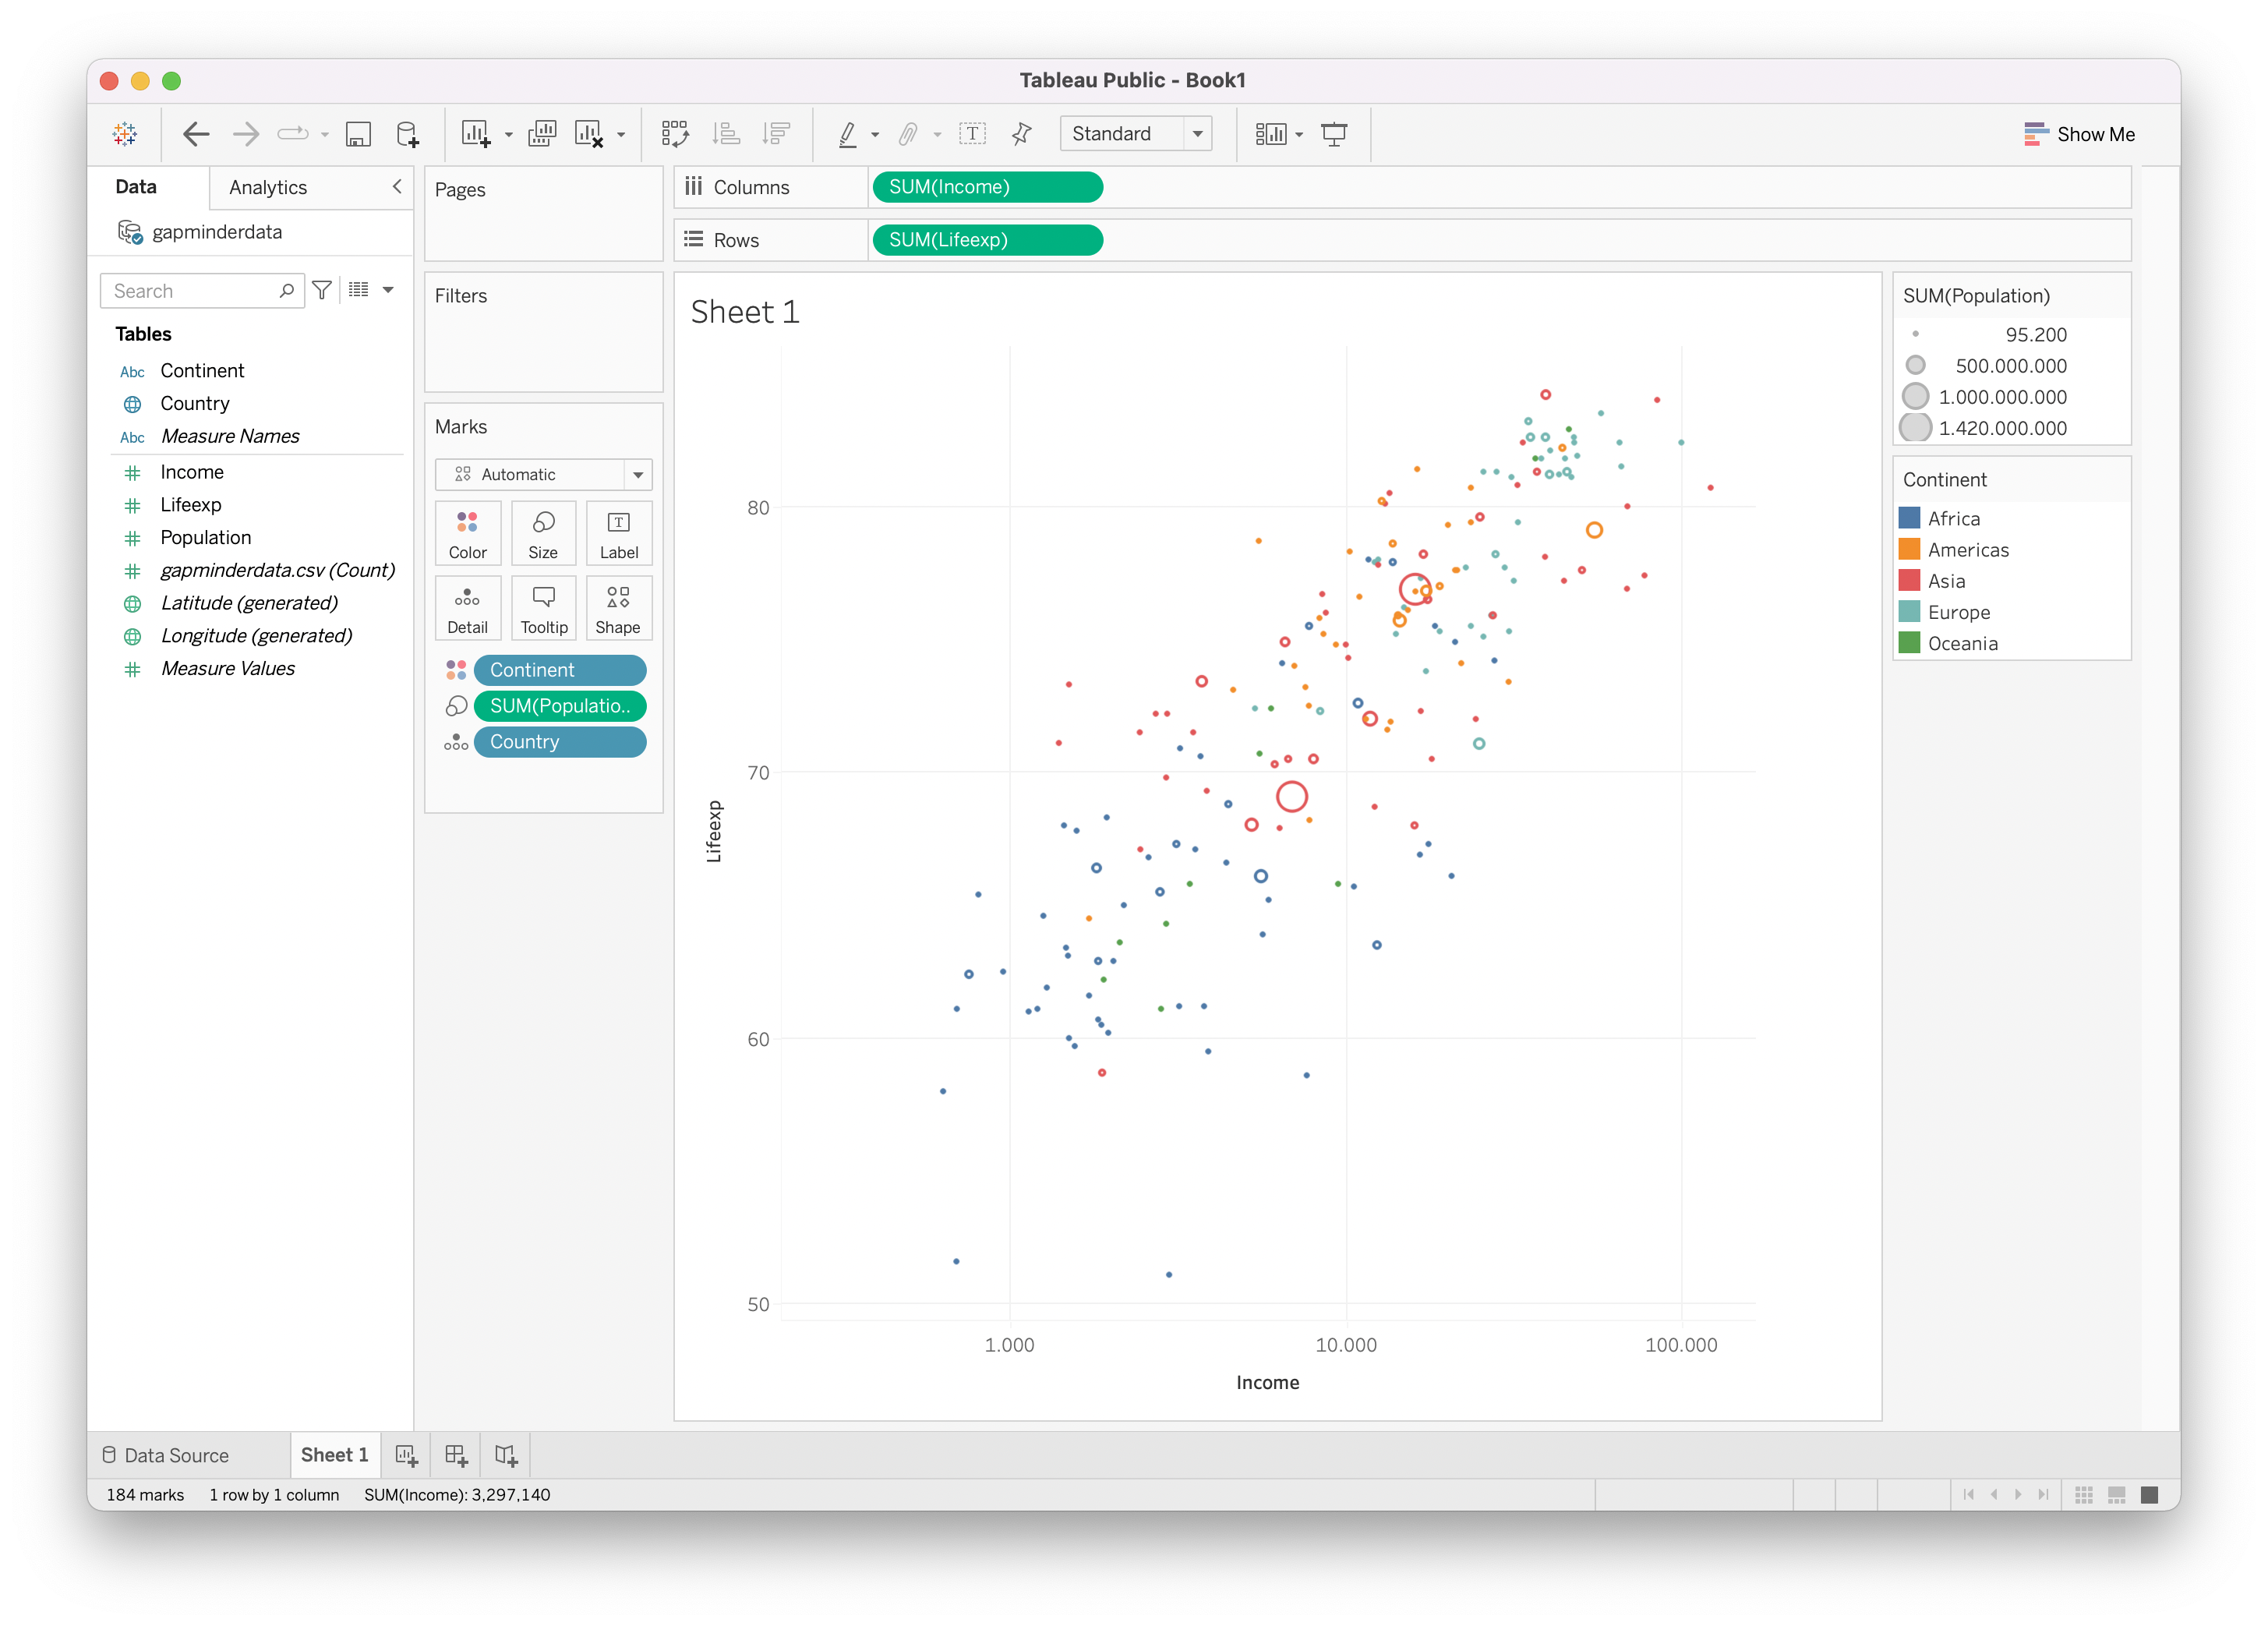 Tableau Public - Book1
Standard
Show Me
Data
Analytics
gapminderdata
Search
Tables
Abc Continent
Country
Abc Measure Names
Income
Lifeexp
Population
gapminderdata.csv (Count)
Latitude (generated)
Longitude (generated)
Measure Values
Pages
Filters
Marks
Automatic
Color
Size
T
Label
Detail
Tooltip
Shape
Continent
SUM(Populatio..
Country
Columns
SUM(Income)
Rows
SUM(Lifeexp)
Sheet 1
80
70
60
50
Lifeexp
1.000
10.000
100.000
Income
SUM(Population)
95.200
500.000.000
1.000.000.000
1.420.000.000
Continent
Africa
Americas
Asia
Europe
Oceania
Data Source
Sheet 1
184 marks
1 row by 1 column
SUM(Income): 3,297,140